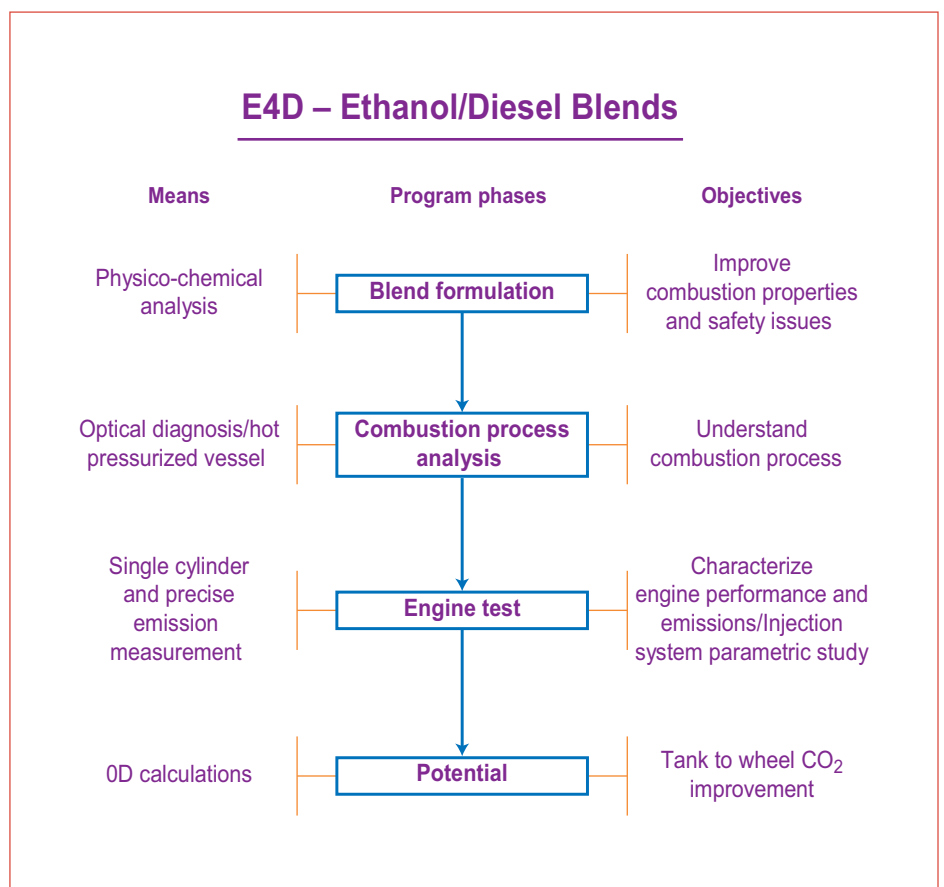 E4D – Ethanol/Diesel Blends
Means
Program phases
Objectives
Physico-chemical
analysis
Blend formulation
Improve
combustion properties
and safety issues
Optical diagnosis/hot
pressurized vessel
Combustion process
analysis
Understand
combustion process
Single cylinder
and precise
emission
measurement
Engine test
Characterize
engine performance and
emissions/Injection
system parametric study
0D calculations
Potential
Tank to wheel CO₂
improvement